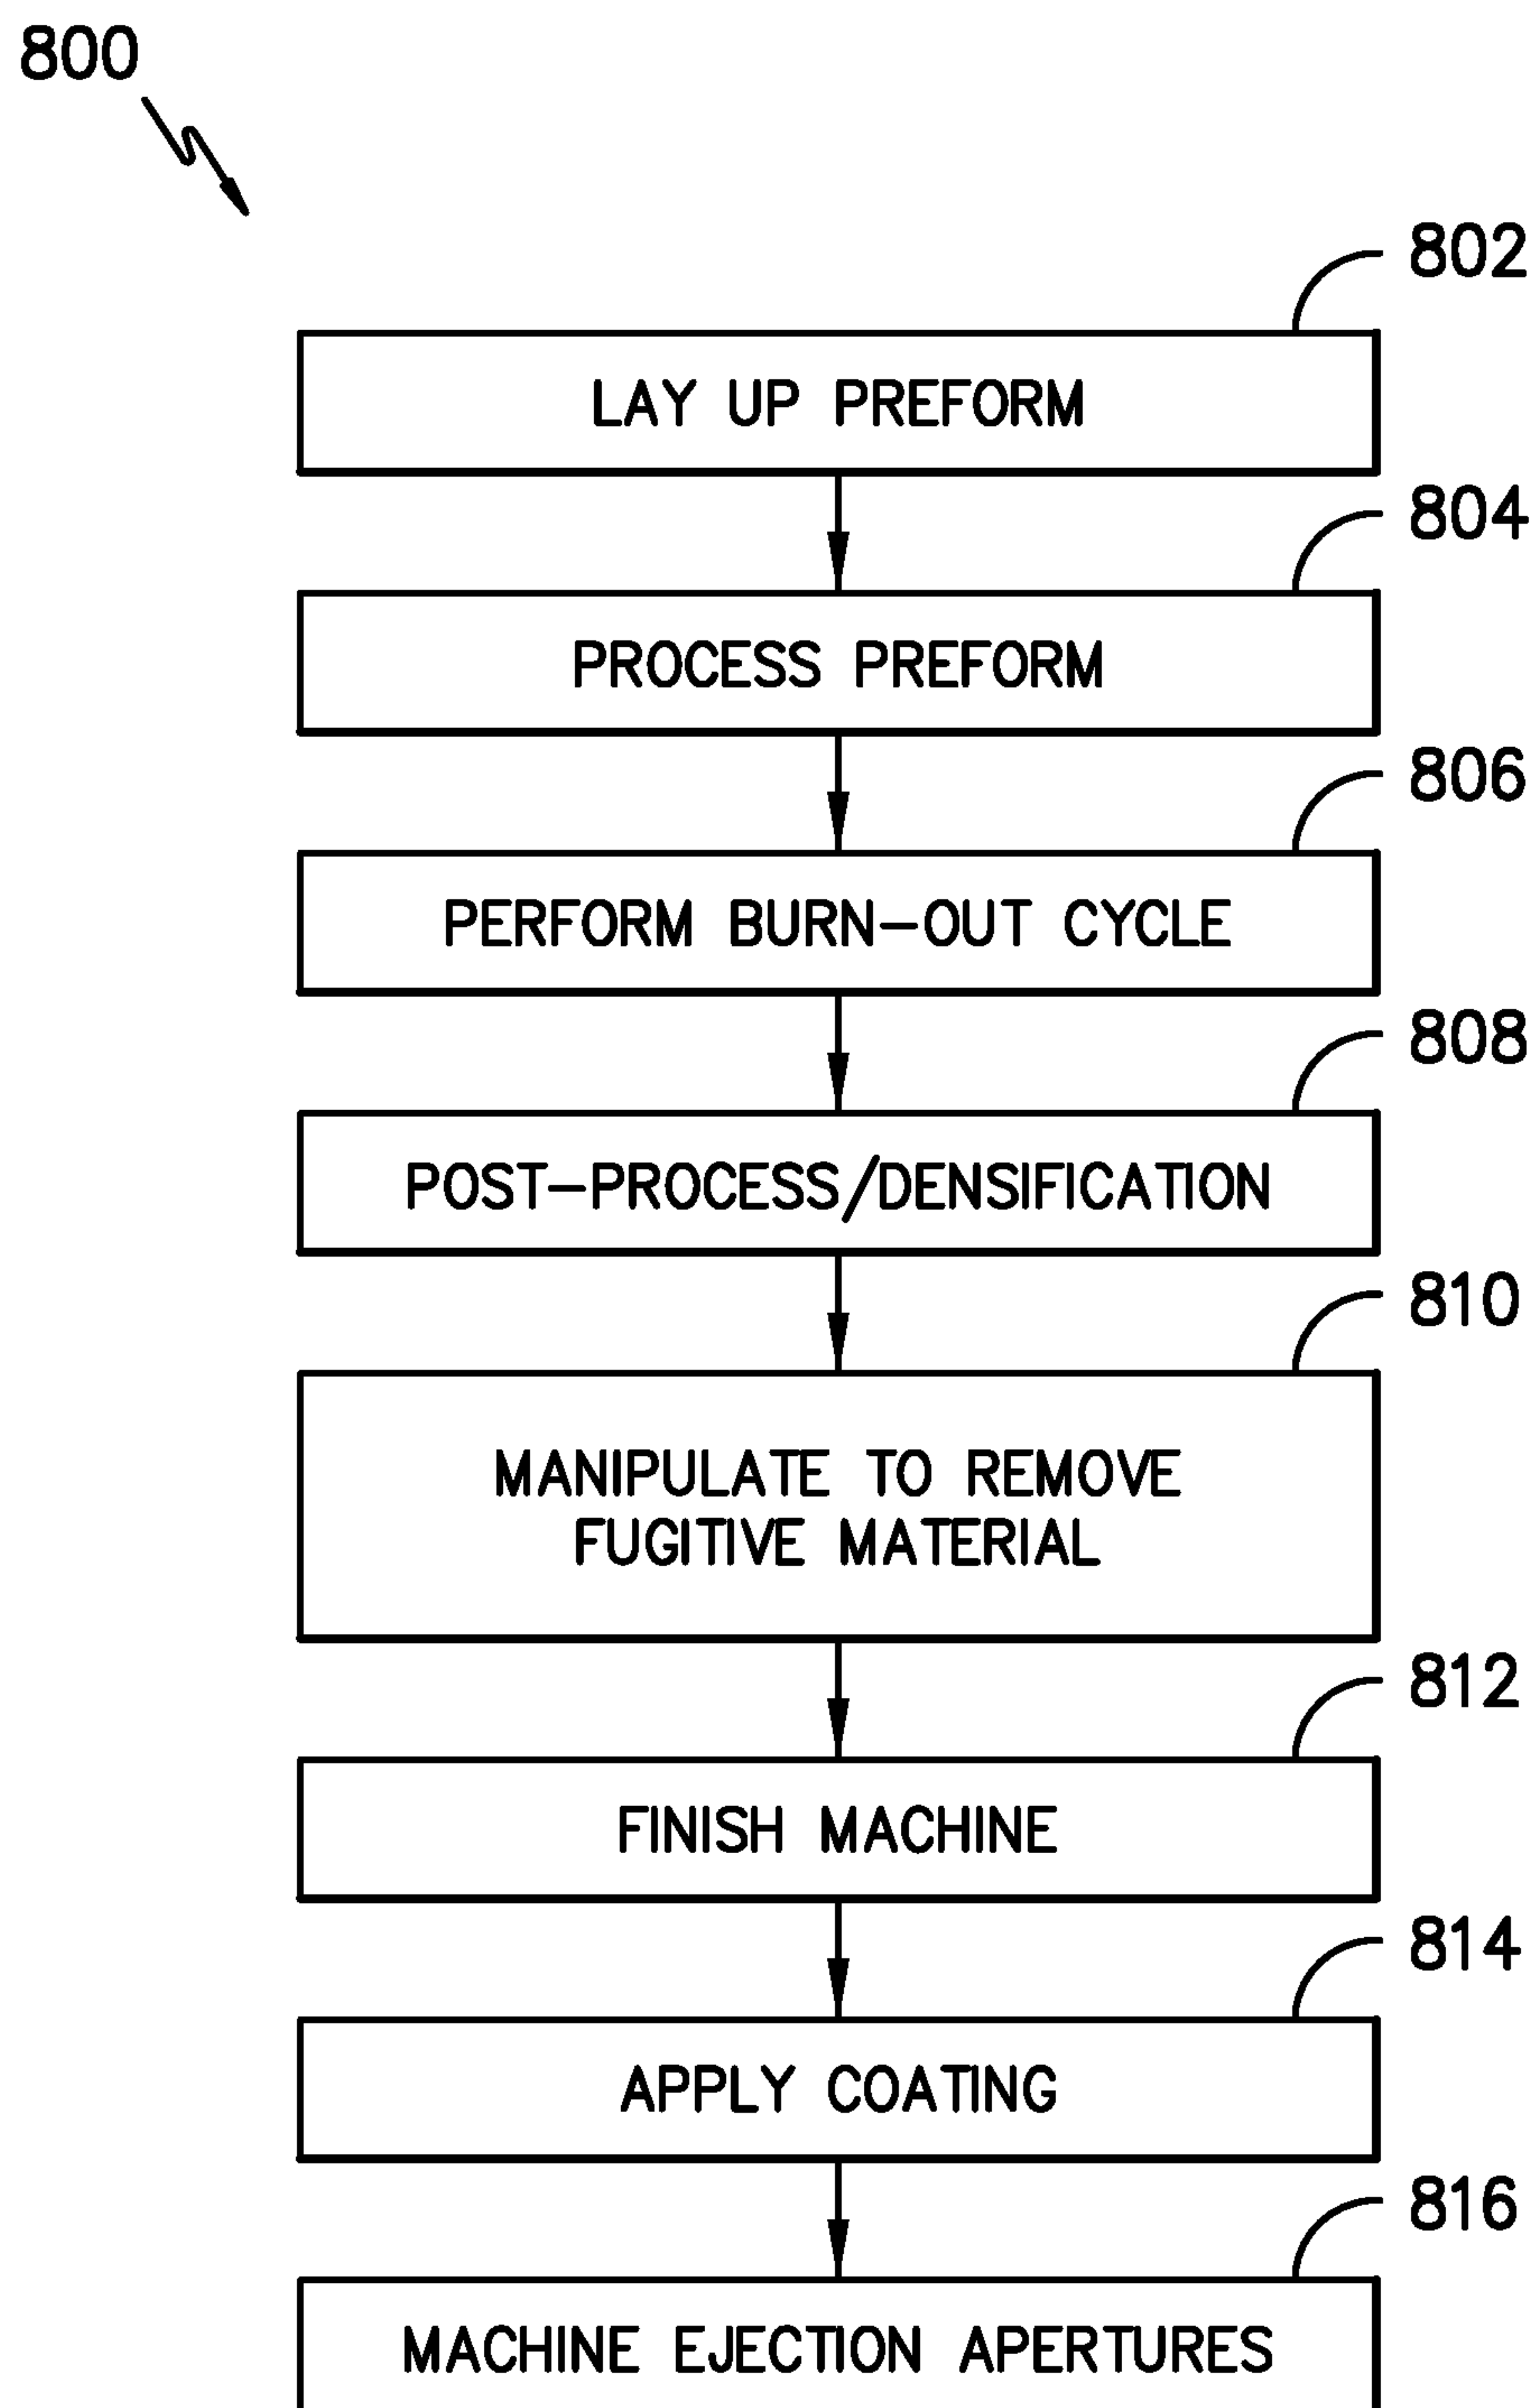 800
802
LAY UP PREFORM
804
PROCESS PREFORM
806
PERFORM BURN-OUT CYCLE
808
POST-PROCESS/DENSIFICATION
810
MANIPULATE TO REMOVE
FUGITIVE MATERIAL
812
FINISH MACHINE
814
APPLY COATING
816
MACHINE EJECTION APERTURES